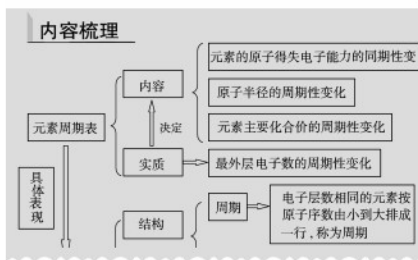 内容梳理
元素的原子得失电子能力的同期性变
内容
原子半径的周期性变化
元素周期表
决定
元素主要化合价的周期性变化
实质
最外层电子数的周期性变化
具体表现
结构
周期
电子层数相同的元素按
原子序数由小到大排成
一行,称为周期